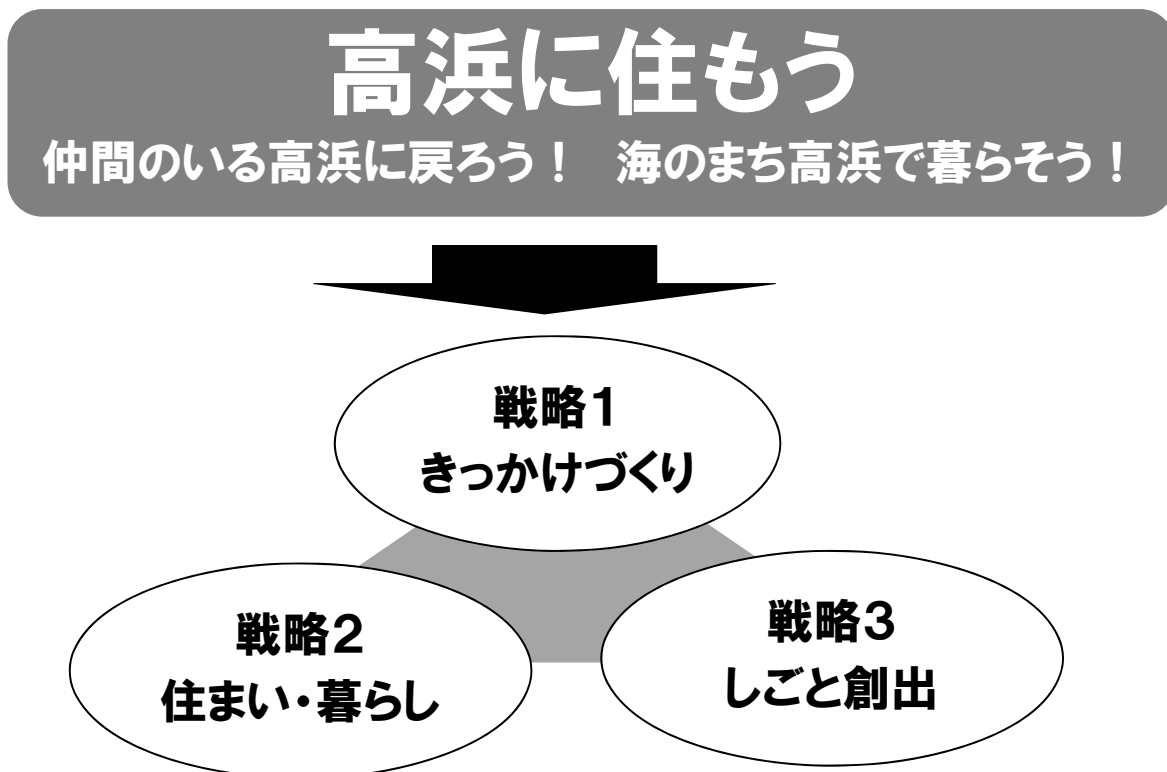 高浜に住もう
仲間のいる高浜に戻ろう！　海のまち高浜で暮らそう！
戦略１
きっかけづくり
戦略２
住まい・暮らし
戦略３
しごと創出